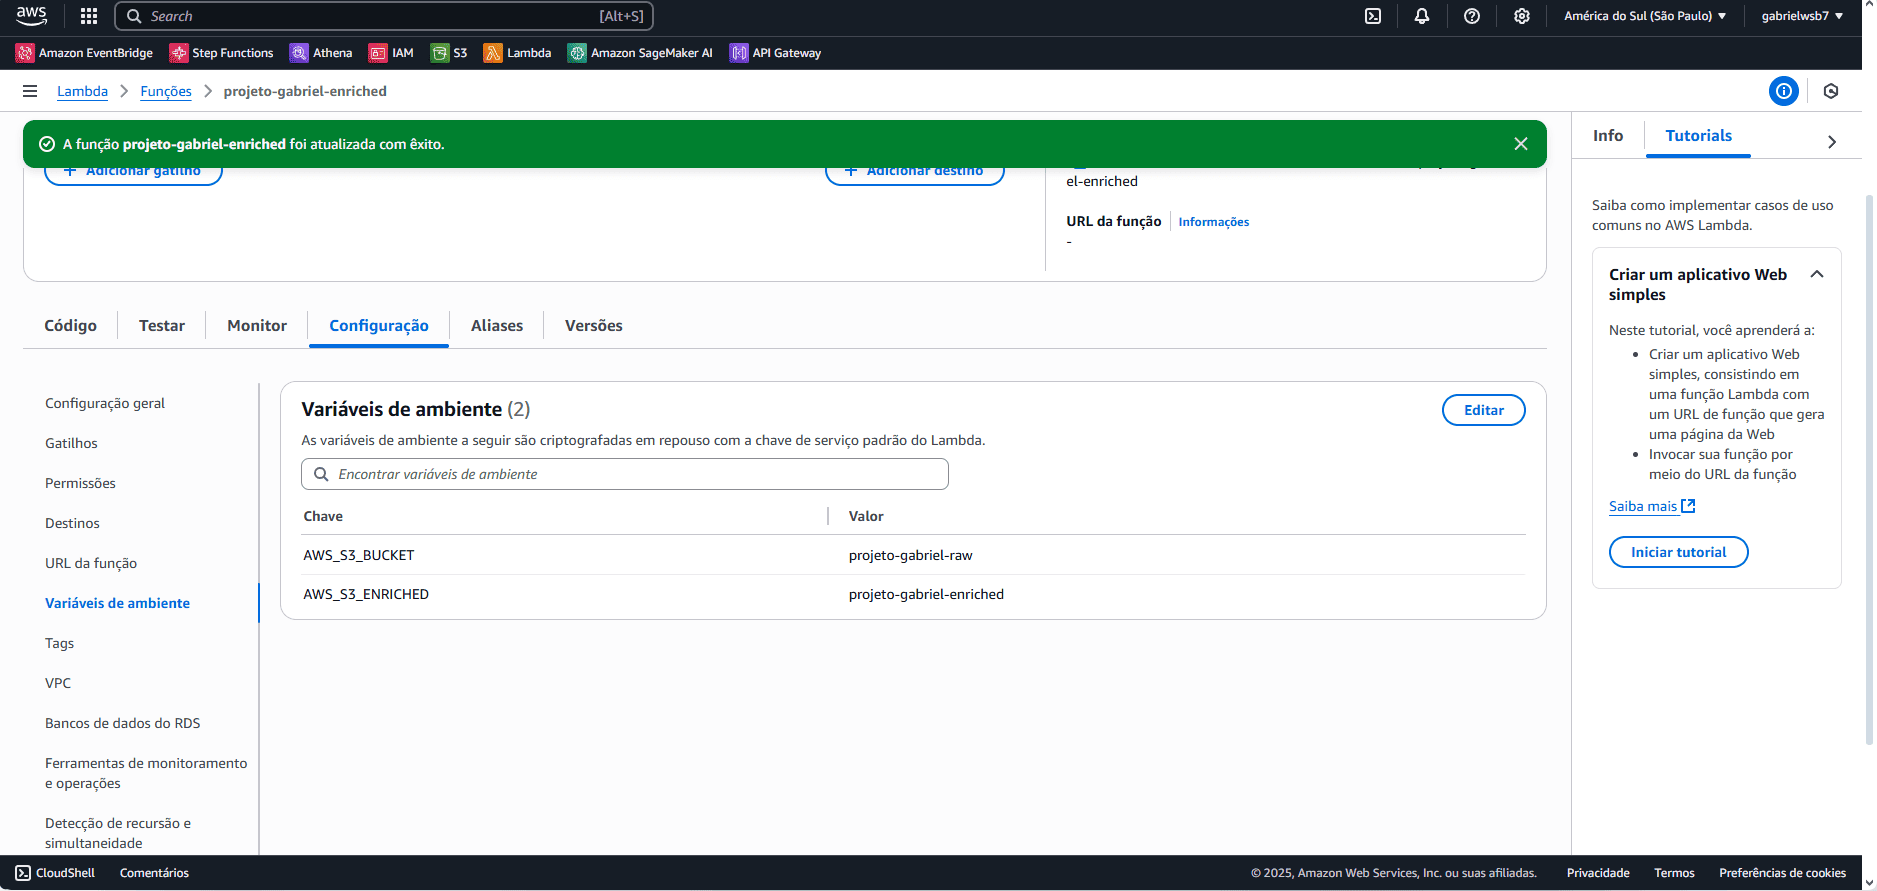 aws
Search
[Alt+S]
América do Sul (São Paulo)
gabrielwsb7
Amazon EventBridge
Step Functions
Athena
IAM
S3
Lambda
Amazon SageMaker AI
API Gateway
Lambda
Funções
projeto-gabriel-enriched
A função projeto-gabriel-enriched foi atualizada com êxito.
Adicionar gatilho
Adicionar destino
el-enriched
URL da função
Informações
-
Código
Testar
Monitor
Configuração
Aliases
Versões
Configuração geral
Gatilhos
Permissões
Destinos
URL da função
Variáveis de ambiente
Tags
VPC
Bancos de dados do RDS
Ferramentas de monitoramento
e operações
Detecção de recursão e
simultaneidade
Variáveis de ambiente (2)
Editar
As variáveis de ambiente a seguir são criptografadas em repouso com a chave de serviço padrão do Lambda.
Encontrar variáveis de ambiente
Chave
Valor
AWS_S3_BUCKET
projeto-gabriel-raw
AWS_S3_ENRICHED
projeto-gabriel-enriched
Info
Tutorials
Saiba como implementar casos de uso
comuns no AWS Lambda.
Criar um aplicativo Web
simples
Neste tutorial, você aprenderá a:
• Criar um aplicativo Web
simples, consistindo em
uma função Lambda com
um URL de função que gera
uma página da Web
• Invocar sua função por
meio do URL da função
Saiba mais
Iniciar tutorial
CloudShell
Comentários
© 2025, Amazon Web Services, Inc. ou suas afiliadas.
Privacidade
Termos
Preferências de cookies